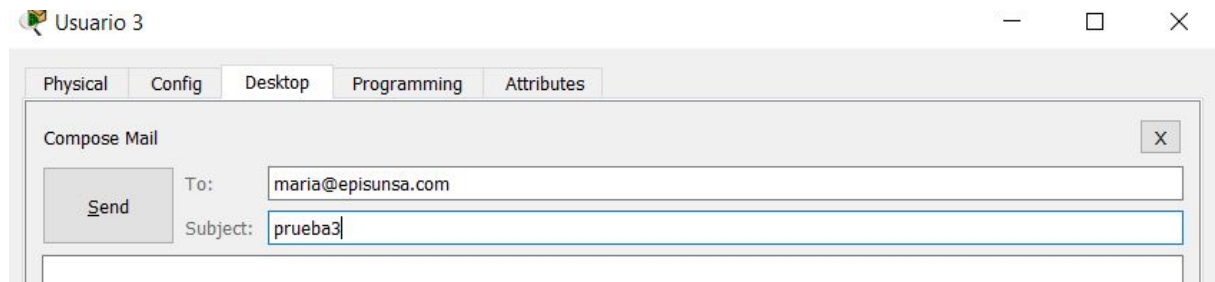 Usuario 3
Physical Config Desktop Programming Attributes
Compose Mail X
Send
To: maria@episunsa.com
Subject: prueba3